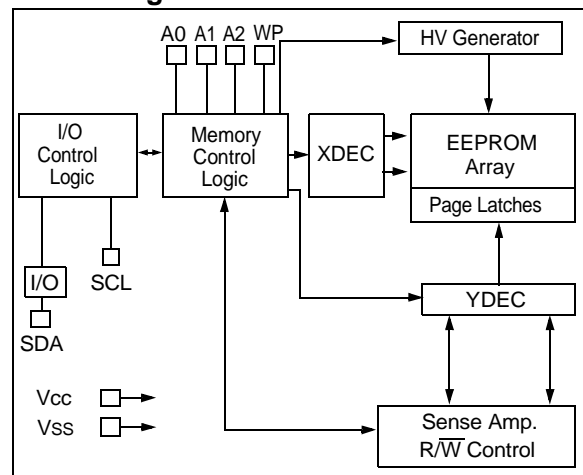 A0 A1 A2 WP
HV Generator
I/O
Control
Logic
Memory
Control
Logic
XDEC
EEPROM
Array
Page Latches
I/O
SCL
SDA
YDEC
Vcc
Vss
Sense Amp.
R/W̅ Control